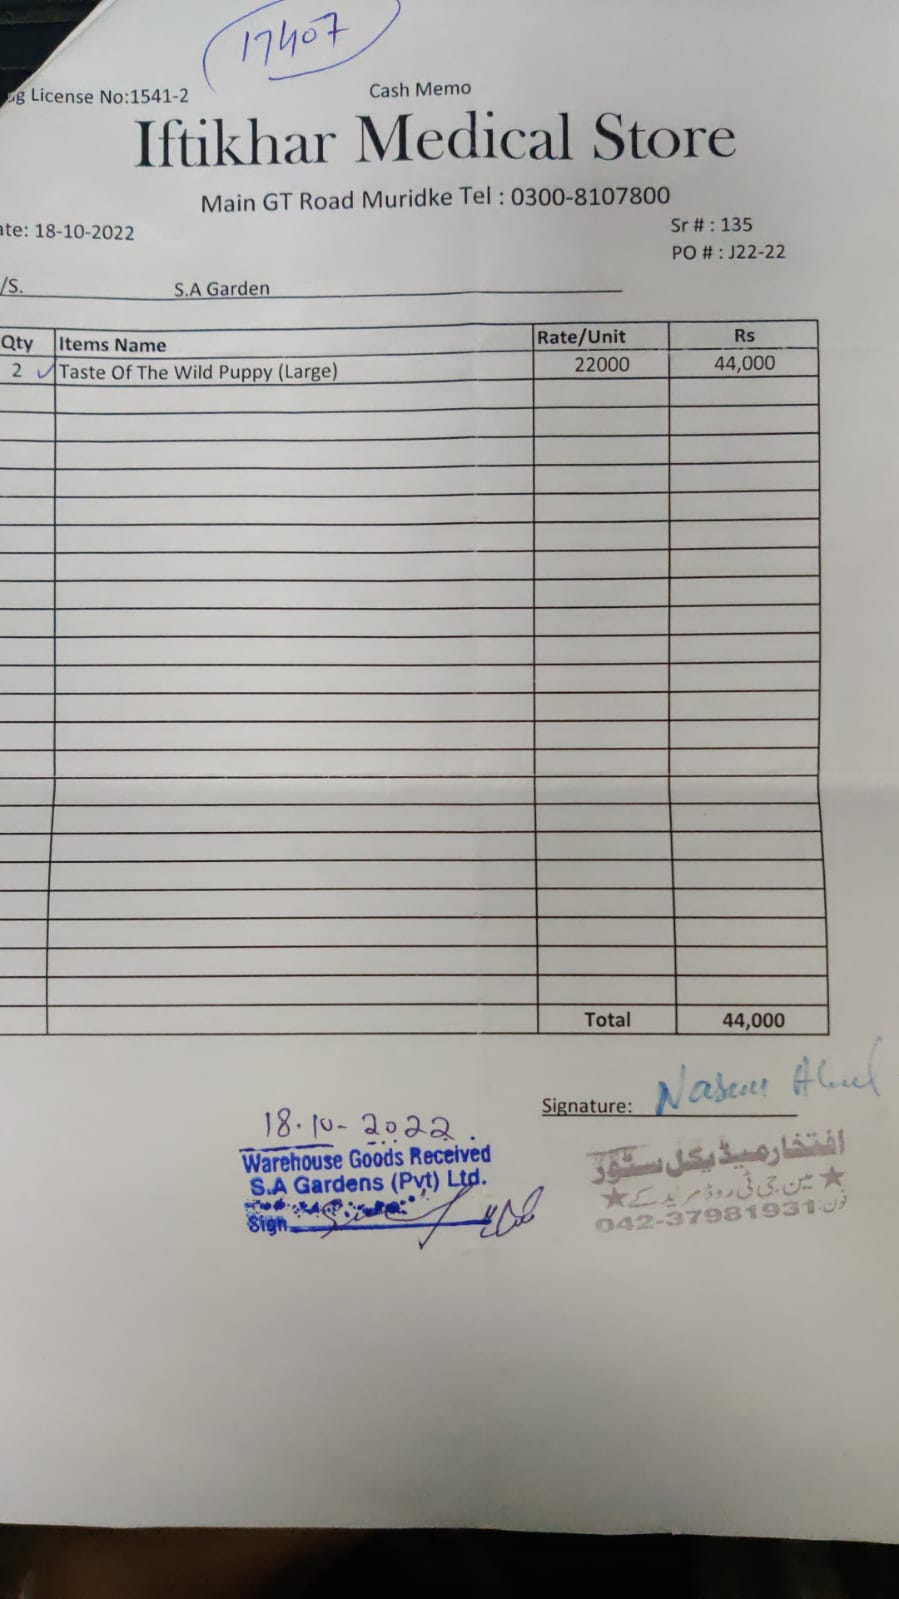 17407
g License No:1541-2
Cash Memo
Iftikhar Medical Store
Main GT Road Muridke Tel : 0300-8107800
ate: 18-10-2022
Sr # : 135
PO # : J22-22
/S. S.A Garden
Qty Items Name Rate/Unit Rs
2 Taste Of The Wild Puppy (Large) 22000 44,000
Total 44,000
Signature:
18-10-2022
Warehouse Goods Received
S.A Gardens (Pvt) Ltd.
Sign
افتخار میڈیکل سٹور
★ مین جی ٹی روڈ مریدکے ★
042-37981931 فون